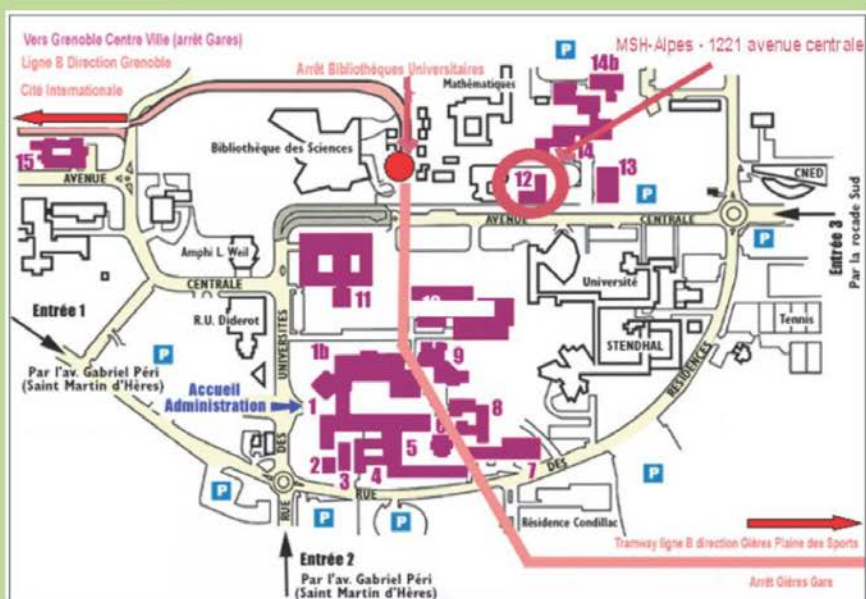 Vers Grenoble Centre Ville (arrêt Gares)
Ligne B Direction Grenoble
Cité Internationale
Arrêt Bibliothèques Universitaires
MSH-Alpes - 1221 avenue centrale
P
14b
Mathématiques
Bibliothèque des Sciences
14
15
AVENUE
12
13
P
CNED
AVENUE
CENTRALE
P
Entrée 3
Par la rocade Sud
Amphi L. Weil
CENTRALE
11
Université
R.U. Diderot
Entrée 1
Tennis
STENDHAL
P
1b
9
UNIVERSITES
RESIDENCES
Par l'av. Gabriel Péri
(Saint Martin d'Hères)
Accueil
Administration
1
8
DES
5
2
3
4
7
DES
P
RUE
P
P
P
Résidence Condillac
RUE
Tramway ligne B direction Gières Plaine des Sports
Entrée 2
Par l'av. Gabriel Péri
(Saint Martin d'Hères)
Arrêt Gières Gare